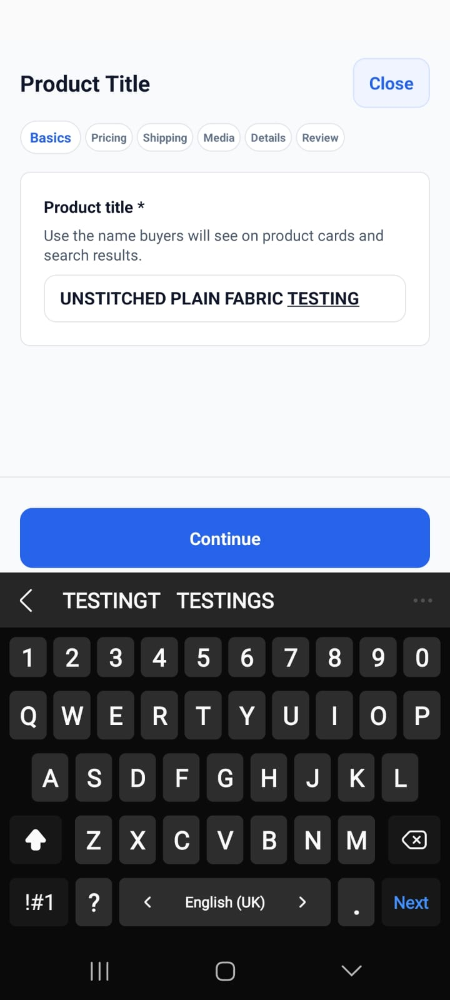 Product Title
Close
Basics
Pricing
Shipping
Media
Details
Review
Product title *
Use the name buyers will see on product cards and
search results.
UNSTITCHED PLAIN FABRIC TESTING
Continue
TESTINGT TESTINGS
1 2 3 4 5 6 7 8 9 0
Q W E R T Y U I O P
A S D F G H J K L
Z X C V B N M
!#1 ? English (UK) . Next